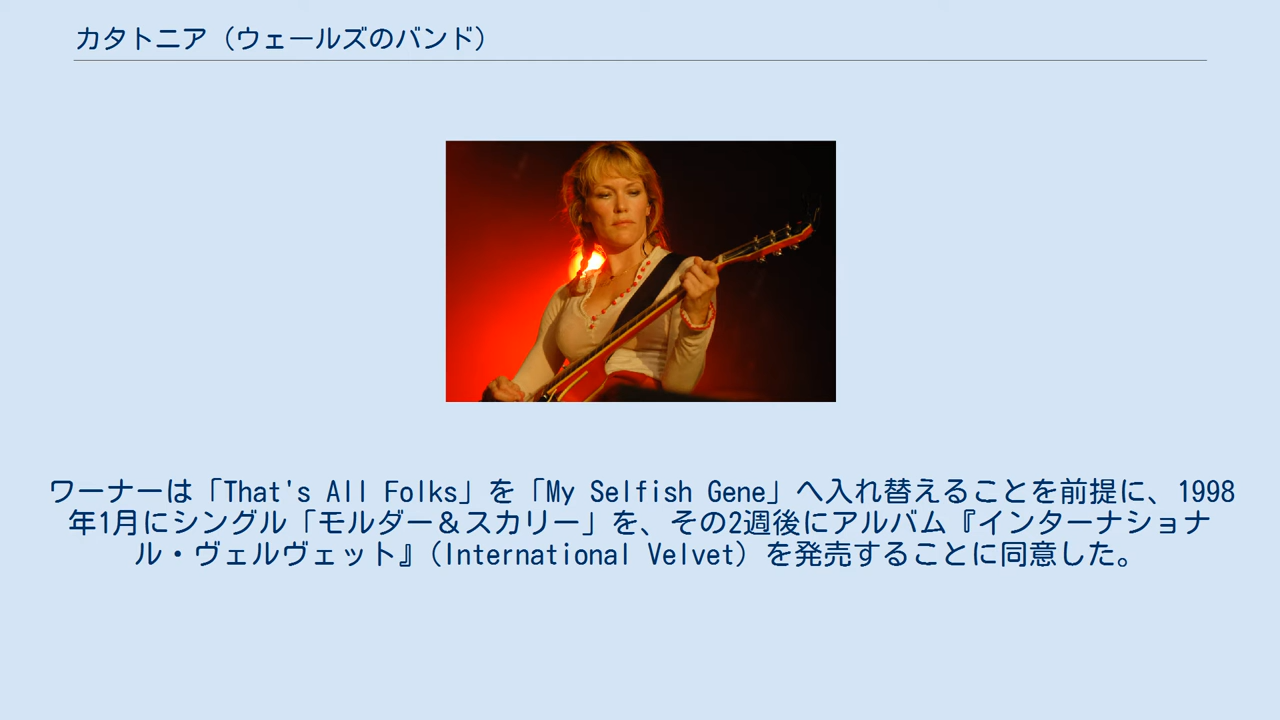 カタトニア（ウェールズのバンド）
ワーナーは「That's All Folks」を「My Selfish Gene」へ入れ替えることを前提に、1998
年1月にシングル「モルダー＆スカリー」を、その2週後にアルバム『インターナショナ
ル・ヴェルヴェット』（International Velvet）を発売することに同意した。